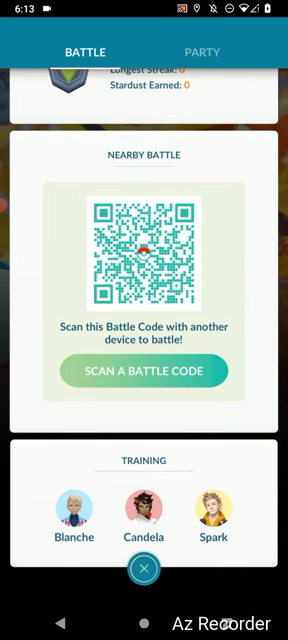 6:13
BATTLE
PARTY
Longest Streak: 0
Stardust Earned: 0
NEARBY BATTLE
Scan this Battle Code with another
device to battle!
SCAN A BATTLE CODE
TRAINING
Blanche
Candela
Spark
Az Recorder